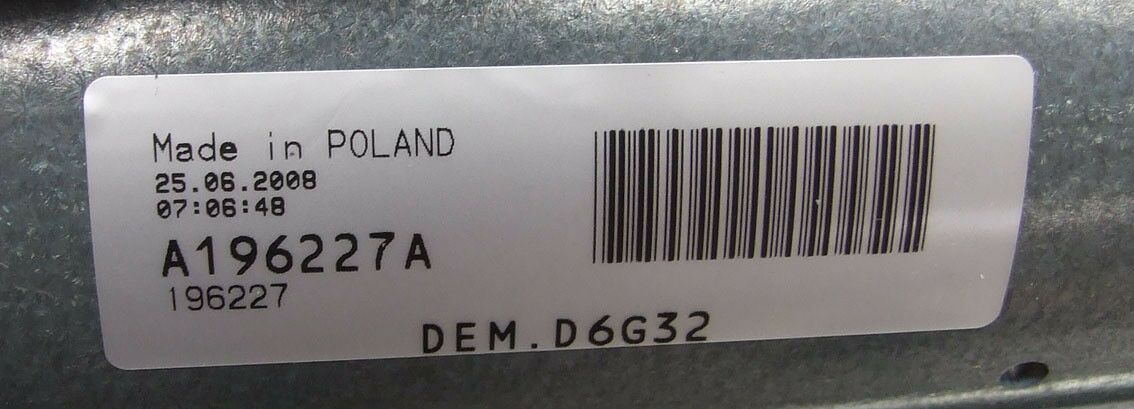 Made in POLAND
25.06.2008
07:06:48
A196227A
196227
DEM.D6G32